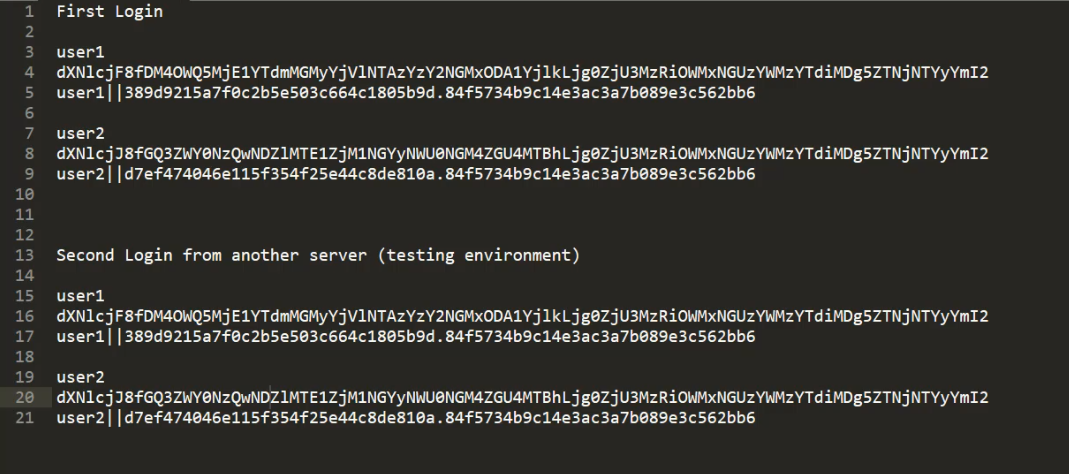 1 First Login
2
3 user1
4 dXNlcjF8fDM4OWQ5MjE1YTdmMGMyYjVlNTAzYzY2NGMxODA1YjlkLjg0ZjU3MzRiOWMxNGUzYWMzYTdiMDg5ZTNjNTYyYmI2
5 user1||389d9215a7f0c2b5e503c664c1805b9d.84f5734b9c14e3ac3a7b089e3c562bb6
6
7 user2
8 dXNlcjJ8fGQ3ZWY0NzQwNDZlMTE1ZjM1NGYyNWU0NGM4ZGU4MTBhLjg0ZjU3MzRiOWMxNGUzYWMzYTdiMDg5ZTNjNTYyYmI2
9 user2||d7ef474046e115f354f25e44c8de810a.84f5734b9c14e3ac3a7b089e3c562bb6
10
11
12
13 Second Login from another server (testing environment)
14
15 user1
16 dXNlcjF8fDM4OWQ5MjE1YTdmMGMyYjVlNTAzYzY2NGMxODA1YjlkLjg0ZjU3MzRiOWMxNGUzYWMzYTdiMDg5ZTNjNTYyYmI2
17 user1||389d9215a7f0c2b5e503c664c1805b9d.84f5734b9c14e3ac3a7b089e3c562bb6
18
19 user2
20 dXNlcjJ8fGQ3ZWY0NzQwNDZlMTE1ZjM1NGYyNWU0NGM4ZGU4MTBhLjg0ZjU3MzRiOWMxNGUzYWMzYTdiMDg5ZTNjNTYyYmI2
21 user2||d7ef474046e115f354f25e44c8de810a.84f5734b9c14e3ac3a7b089e3c562bb6